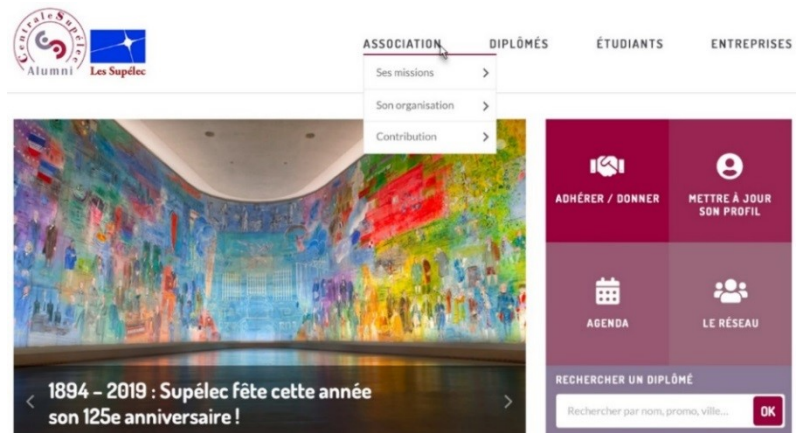 CentraleSupélec
Alumni
Les Supélec
ASSOCIATION
DIPLÔMÉS
ÉTUDIANTS
ENTREPRISES
Ses missions
Son organisation
Contribution
ADHÉRER / DONNER
METTRE À JOUR
SON PROFIL
AGENDA
LE RÉSEAU
1894 – 2019 : Supélec fête cette année
son 125e anniversaire !
RECHERCHER UN DIPLÔMÉ
Rechercher par nom, promo, ville...
OK